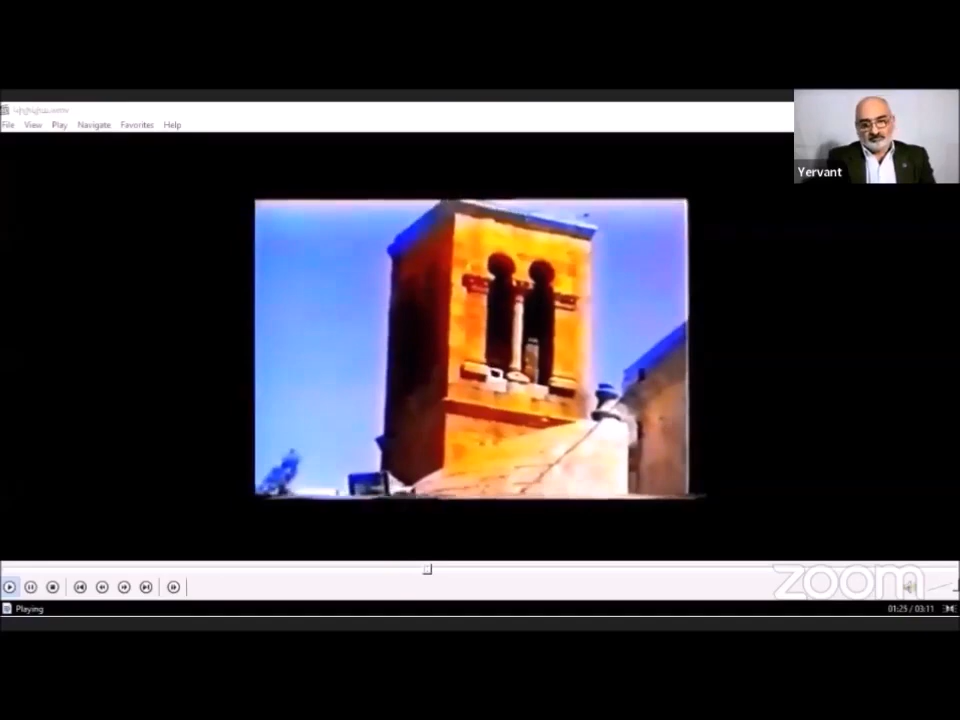 File View Play Navigate Favorites Help
Yervant
zoom
Playing
01:25 / 03:11